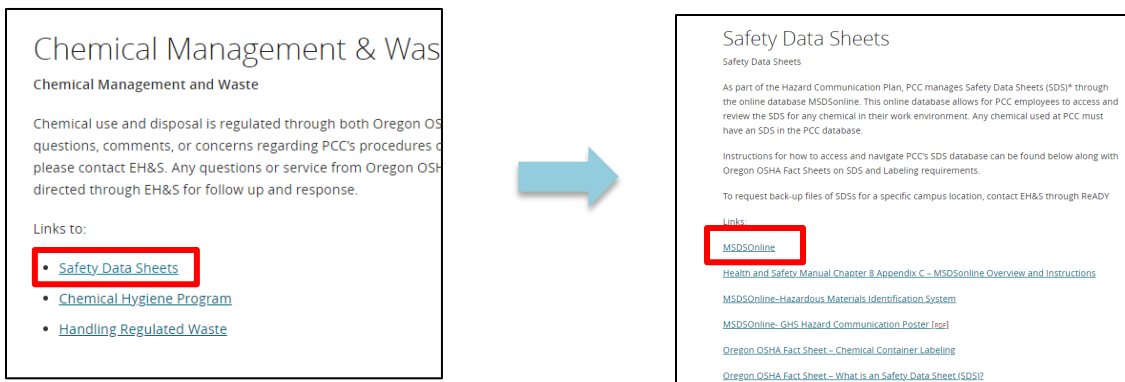 Chemical Management & Was
Chemical Management and Waste
Chemical use and disposal is regulated through both Oregon OS
questions, comments, or concerns regarding PCC's procedures
please contact EH&S. Any questions or service from Oregon OSH
directed through EH&S for follow up and response.
Links to:
• Safety Data Sheets
• Chemical Hygiene Program
• Handling Regulated Waste
Safety Data Sheets
Safety Data Sheets
As part of the Hazard Communication Plan, PCC manages Safety Data Sheets (SDS)* through
the online database MSDSonline. This online database allows for PCC employees to access and
review the SDS for any chemical in their work environment. Any chemical used at PCC must
have an SDS in the PCC database.
Instructions for how to access and navigate PCC's SDS database can be found below along with
Oregon OSHA Fact Sheets on SDS and Labeling requirements.
To request back-up files of SDSs for a specific campus location, contact EH&S through ReADY
Links:
MSDSOnline
Health and Safety Manual Chapter 8 Appendix C – MSDSonline Overview and Instructions
MSDSOnline–Hazardous Materials Identification System
MSDSOnline- GHS Hazard Communication Poster [PDF]
Oregon OSHA Fact Sheet – Chemical Container Labeling
Oregon OSHA Fact Sheet – What is an Safety Data Sheet (SDS)?